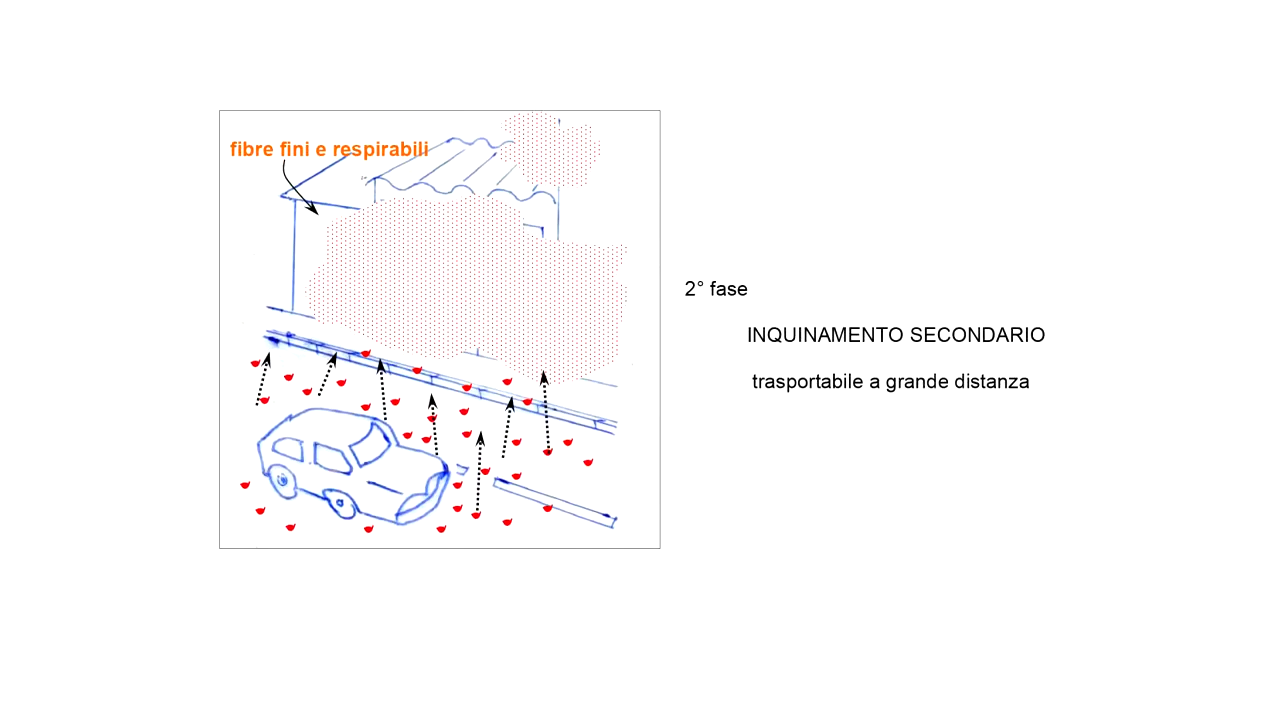 fibre fini e respirabili
2° fase
INQUINAMENTO SECONDARIO
trasportabile a grande distanza